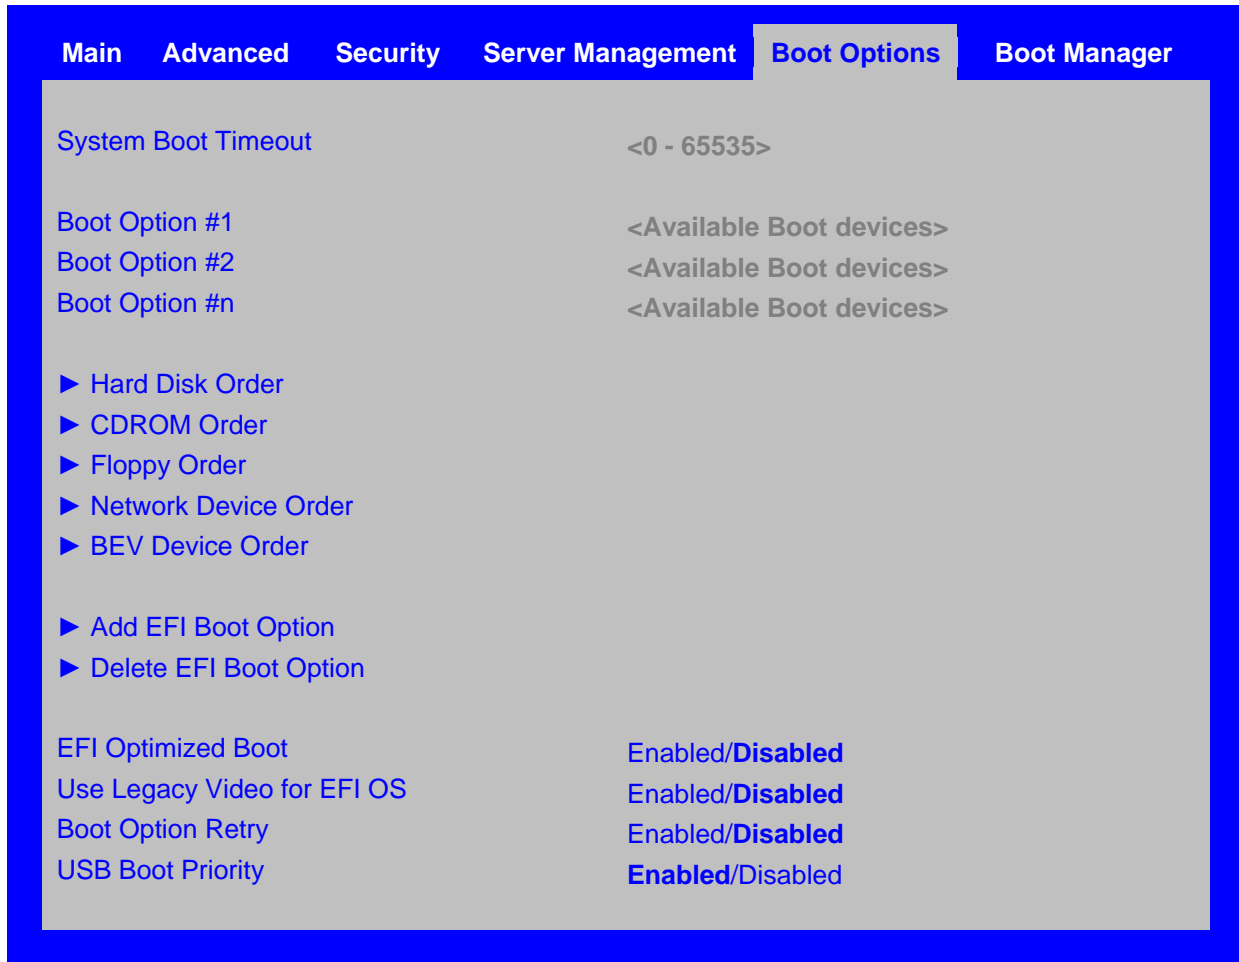 Main Advanced Security Server Management Boot Options Boot Manager
System Boot Timeout <0 - 65535>
Boot Option #1 <Available Boot devices>
Boot Option #2 <Available Boot devices>
Boot Option #n <Available Boot devices>
► Hard Disk Order
► CDROM Order
► Floppy Order
► Network Device Order
► BEV Device Order
► Add EFI Boot Option
► Delete EFI Boot Option
EFI Optimized Boot Enabled/Disabled
Use Legacy Video for EFI OS Enabled/Disabled
Boot Option Retry Enabled/Disabled
USB Boot Priority Enabled/Disabled